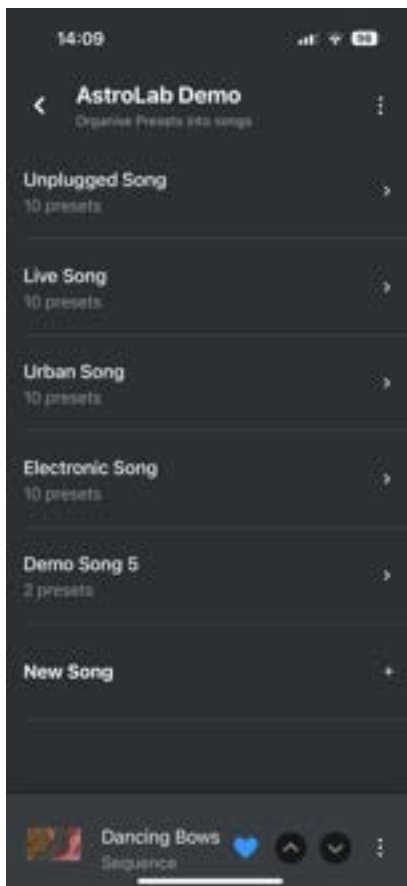 14:09
98
AstroLab Demo
Organise Presets into songs
Unplugged Song
10 presets
Live Song
10 presets
Urban Song
10 presets
Electronic Song
10 presets
Demo Song 5
2 presets
New Song
Dancing Bows
Sequence